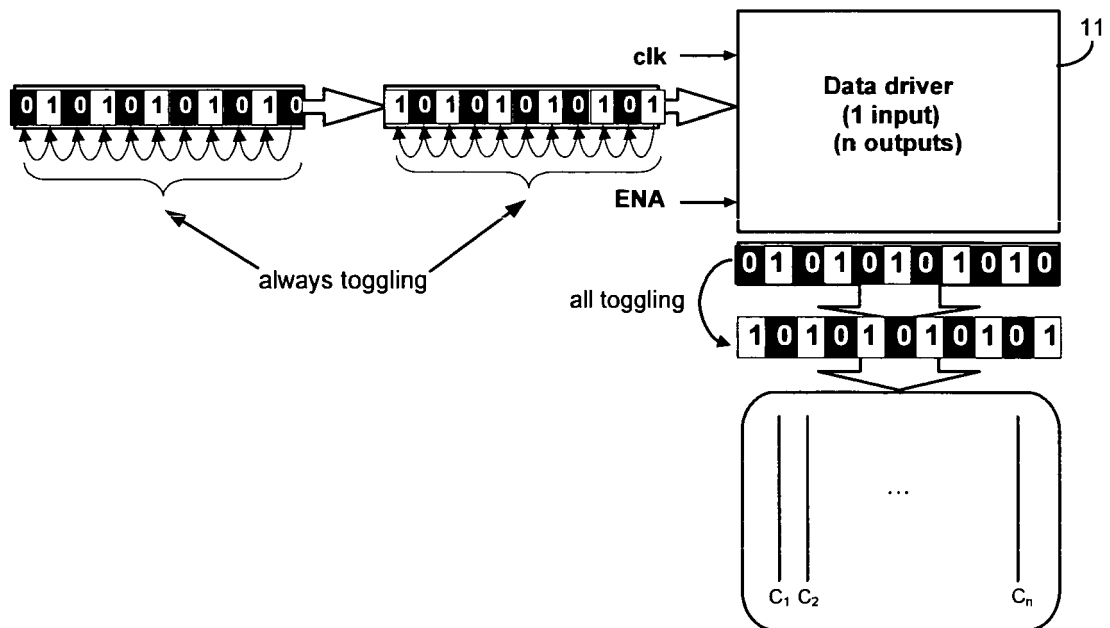 11
clk
Data driver
(1 input)
(n outputs)
0 1 0 1 0 1 0 1 0 1 0
1 0 1 0 1 0 1 0 1 0 1
ENA
always toggling
0 1 0 1 0 1 0 1 0 1 0
all toggling
1 0 1 0 1 0 1 0 1 0 1
...
C₁ C₂ Cₙ